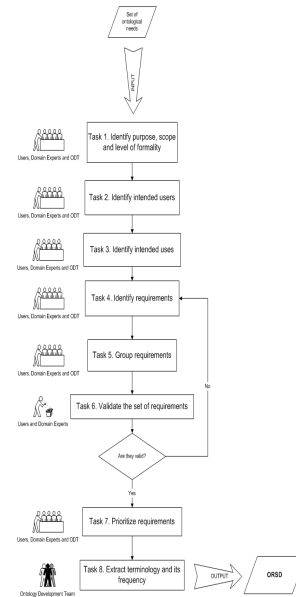 Set of
ontological
needs
INPUT
Task 1. Identify purpose, scope
and level of formality
Users, Domain Experts and ODT
Task 2. Identify intended users
Users, Domain Experts and ODT
Task 3. Identify intended uses
Users, Domain Experts and ODT
Task 4. Identify requirements
Users, Domain Experts and ODT
Task 5. Group requirements
Users, Domain Experts and ODT
No
Task 6. Validate the set of requirements
Users and Domain Experts
Are they valid?
Yes
Task 7. Prioritize requirements
Users, Domain Experts and ODT
Task 8. Extract terminology and its
frequency
Ontology Development Team
OUTPUT
ORSD